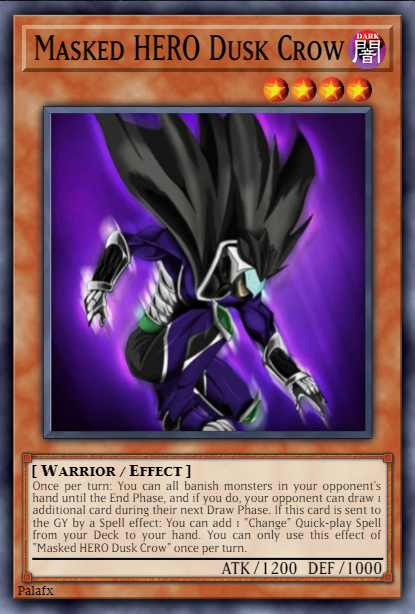 Masked HERO Dusk Crow
DARK
闇
[ Warrior / Effect ]
Once per turn: You can all banish monsters in your opponent's
hand until the End Phase, and if you do, your opponent can draw 1
additional card during their next Draw Phase. If this card is sent
to the GY by a Spell effect: You can add 1 "Change" Quick-play Spell
from your Deck to your hand. You can only use this effect of
"Masked HERO Dusk Crow" once per turn.
ATK / 1200 DEF / 1000
Palafx